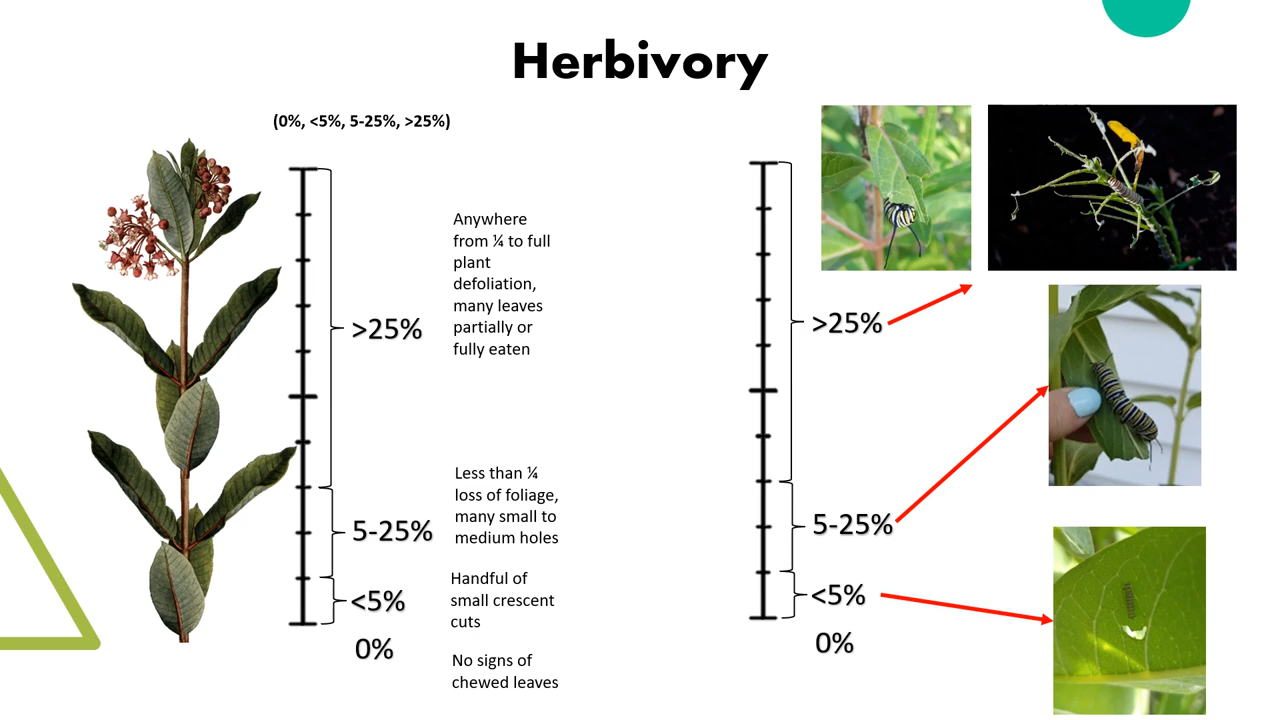 Herbivory
(0%, <5%, 5-25%, >25%)
>25%
Anywhere
from ¼ to full
plant
defoliation,
many leaves
partially or
fully eaten
5-25%
Less than ¼
loss of foliage,
many small to
medium holes
<5%
Handful of
small crescent
cuts
0%
No signs of
chewed leaves
>25%
5-25%
<5%
0%